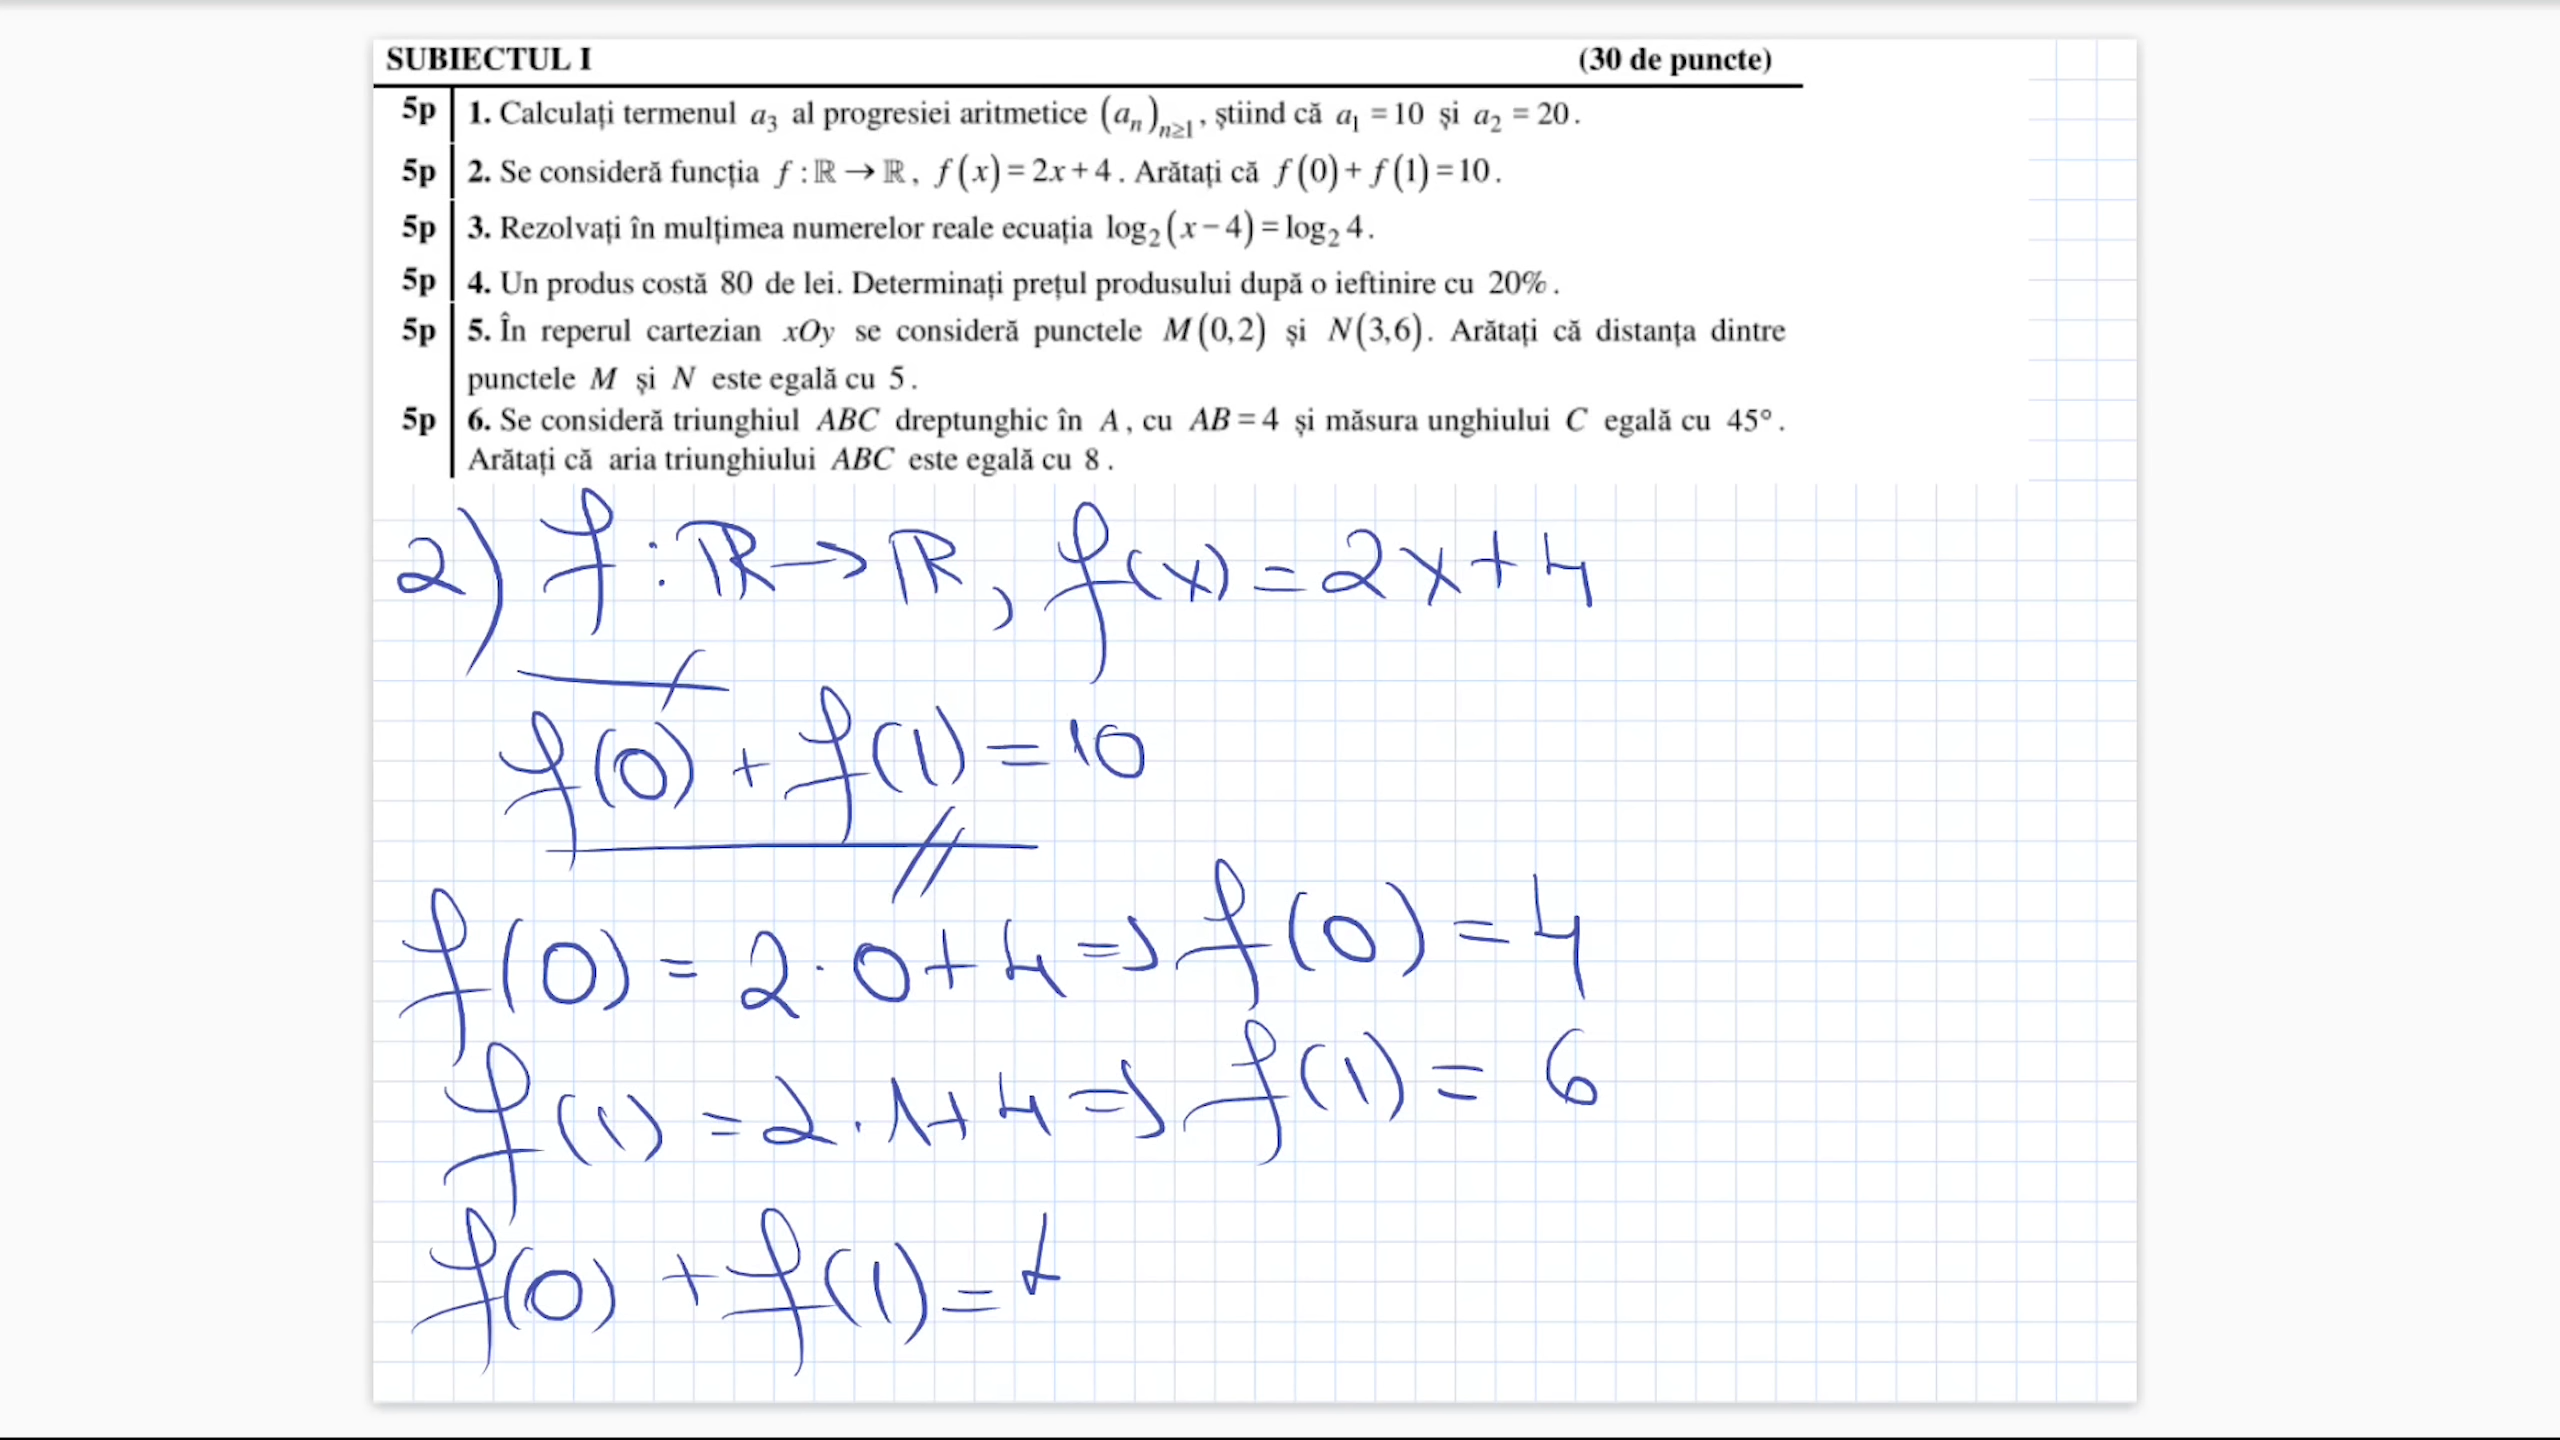 SUBIECTUL I (30 de puncte)
5p 1. Calculați termenul a₃ al progresiei aritmetice (aₙ)ₙ≥₁, știind că a₁ = 10 și a₂ = 20.
5p 2. Se consideră funcția f : ℝ → ℝ, f(x) = 2x + 4. Arătați că f(0) + f(1) = 10.
5p 3. Rezolvați în mulțimea numerelor reale ecuația log₂(x − 4) = log₂ 4.
5p 4. Un produs costă 80 de lei. Determinați prețul produsului după o ieftinire cu 20%.
5p 5. În reperul cartezian xOy se consideră punctele M(0,2) și N(3,6). Arătați că distanța dintre
punctele M și N este egală cu 5.
5p 6. Se consideră triunghiul ABC dreptunghic în A, cu AB = 4 și măsura unghiului C egală cu 45°.
Arătați că aria triunghiului ABC este egală cu 8.
2) f : ℝ → ℝ, f(x) = 2x + 4
f(0) + f(1) = 10
f(0) = 2 · 0 + 4 => f(0) = 4
f(1) = 2 · 1 + 4 => f(1) = 6
f(0) + f(1) =